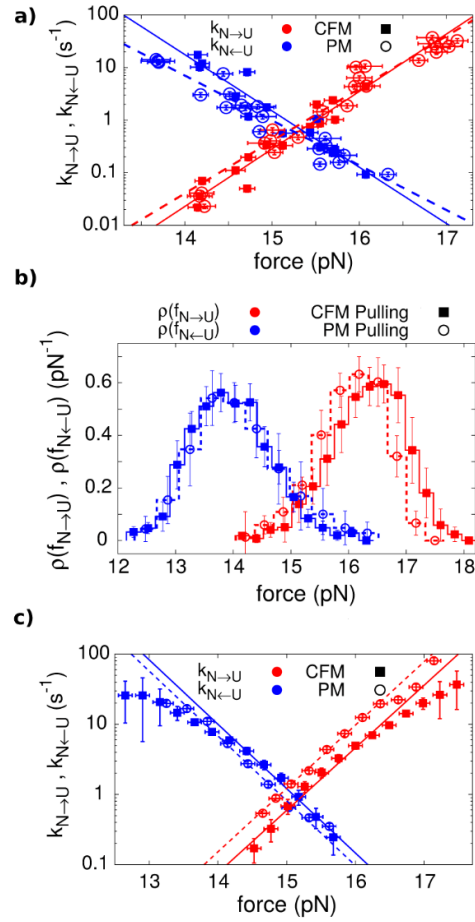 a)
k_{N→U} CFM
k_{N←U} PM
k_{N→U} , k_{N←U} (s⁻¹)
100
10
1
0.1
0.01
14 15 16 17
force (pN)
b)
ρ(f_{N→U}) CFM Pulling
ρ(f_{N←U}) PM Pulling
ρ(f_{N→U}) , ρ(f_{N←U}) (pN⁻¹)
0.6
0.4
0.2
0
12 13 14 15 16 17 18
force (pN)
c)
k_{N→U} CFM
k_{N←U} PM
k_{N→U} , k_{N←U} (s⁻¹)
100
10
1
0.1
13 14 15 16 17
force (pN)